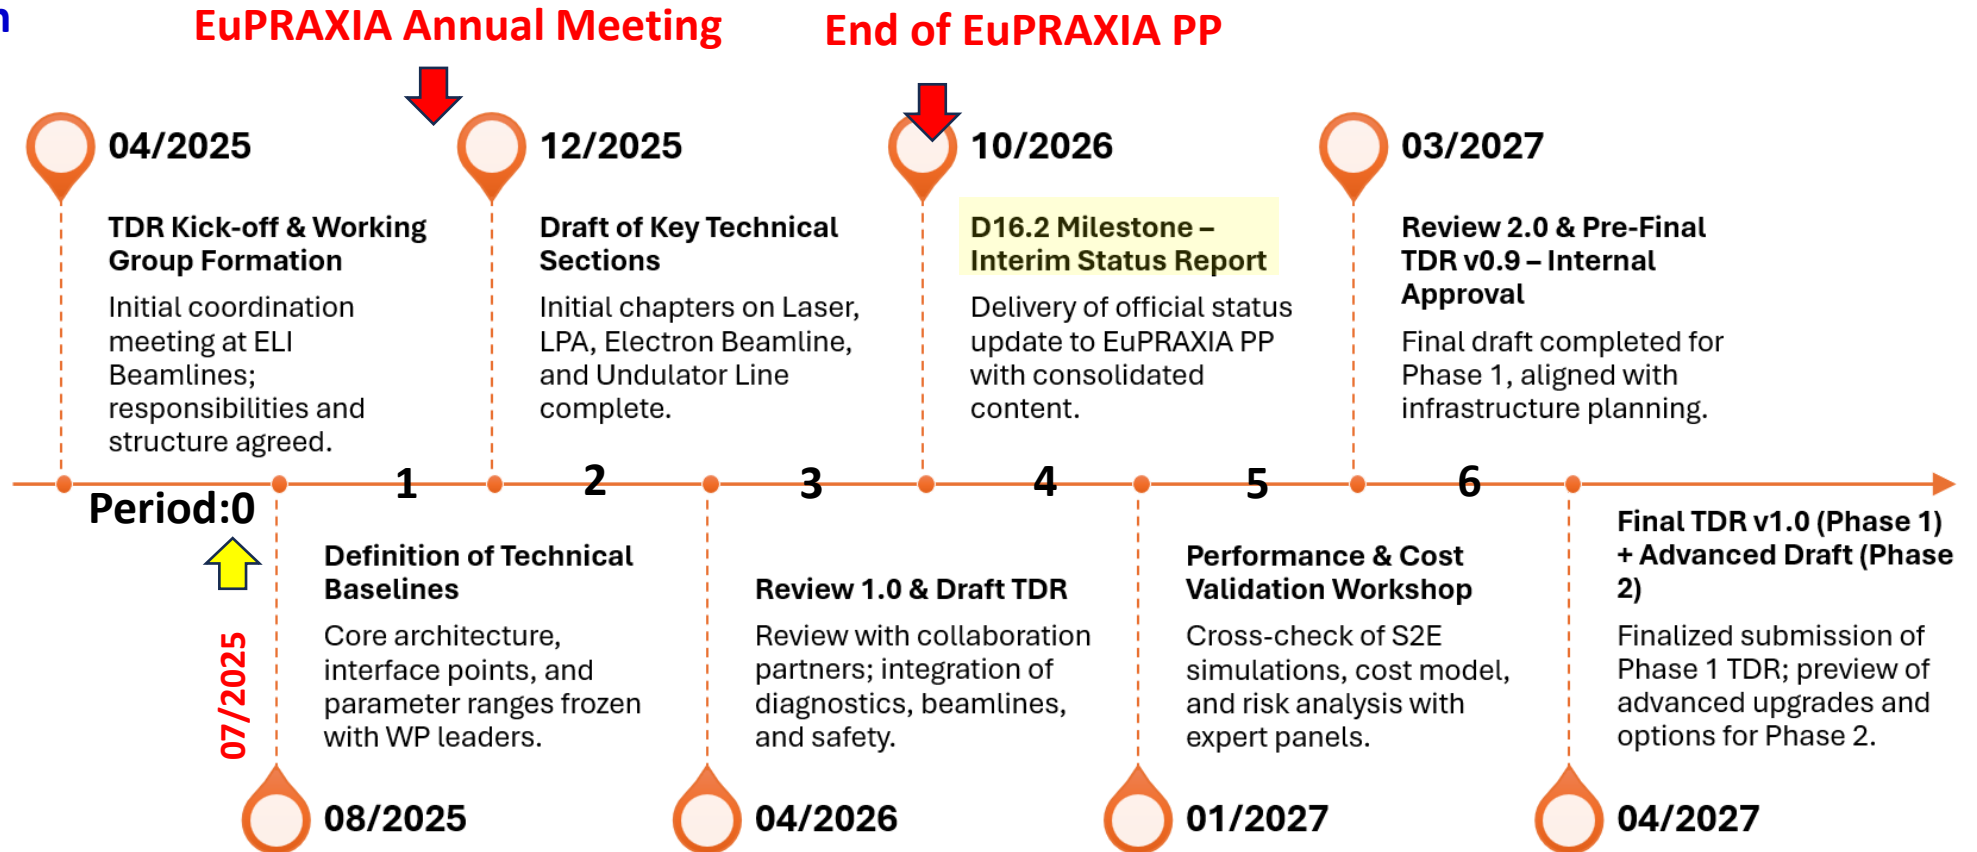 EuPRAXIA Annual Meeting
End of EuPRAXIA PP
04/2025
TDR Kick-off & Working
Group Formation
Initial coordination
meeting at ELI
Beamlines;
responsibilities and
structure agreed.
12/2025
Draft of Key Technical
Sections
Initial chapters on Laser,
LPA, Electron Beamline,
and Undulator Line
complete.
10/2026
D16.2 Milestone –
Interim Status Report
Delivery of official status
update to EuPRAXIA PP
with consolidated
content.
03/2027
Review 2.0 & Pre-Final
TDR v0.9 – Internal
Approval
Final draft completed for
Phase 1, aligned with
infrastructure planning.
Period:0
1
2
3
4
5
6
07/2025
Definition of Technical
Baselines
Core architecture,
interface points, and
parameter ranges frozen
with WP leaders.
08/2025
Review 1.0 & Draft TDR
Review with collaboration
partners; integration of
diagnostics, beamlines,
and safety.
04/2026
Performance & Cost
Validation Workshop
Cross-check of S2E
simulations, cost model,
and risk analysis with
expert panels.
01/2027
Final TDR v1.0 (Phase 1)
+ Advanced Draft (Phase
2)
Finalized submission of
Phase 1 TDR; preview of
advanced upgrades and
options for Phase 2.
04/2027